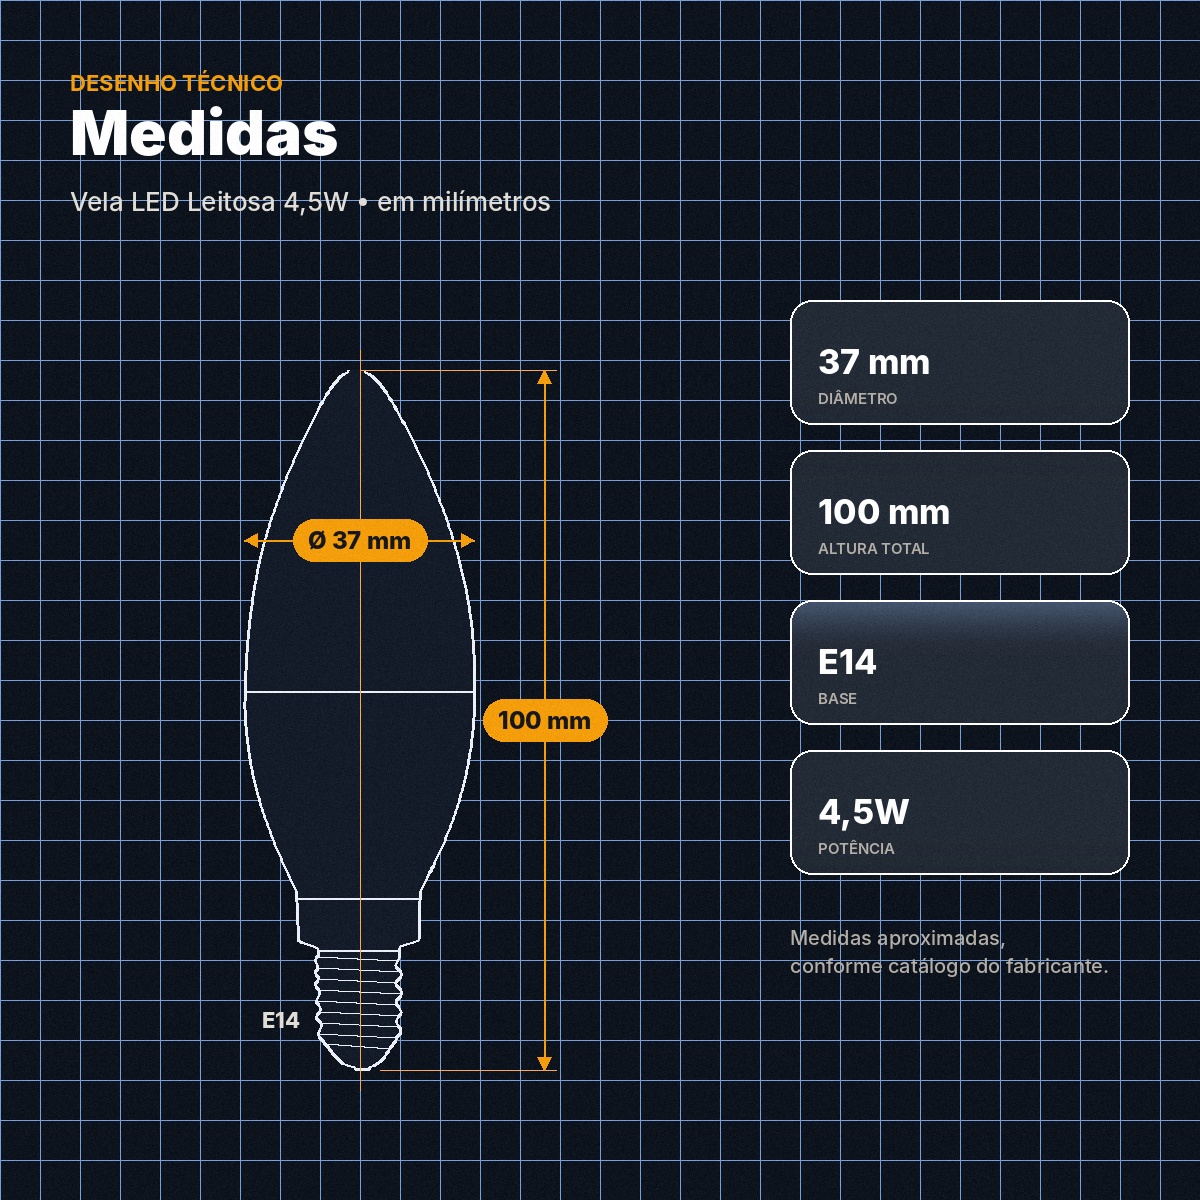 DESENHO TÉCNICO
Medidas
Vela LED Leitosa 4,5W • em milímetros
37 mm
DIÂMETRO
100 mm
ALTURA TOTAL
E14
BASE
4,5W
POTÊNCIA
Ø 37 mm
100 mm
E14
Medidas aproximadas,
conforme catálogo do fabricante.